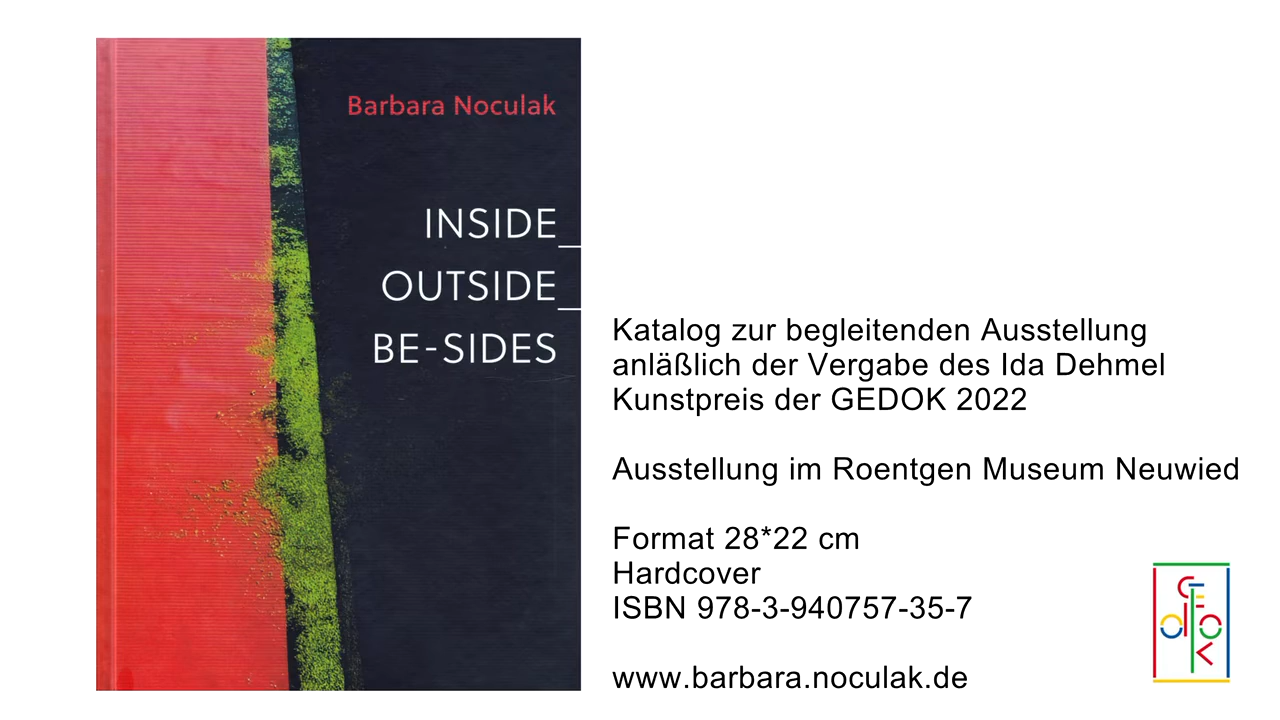 Barbara Noculak
INSIDE_
OUTSIDE_
BE-SIDES
Katalog zur begleitenden Ausstellung
anläßlich der Vergabe des Ida Dehmel
Kunstpreis der GEDOK 2022
Ausstellung im Roentgen Museum Neuwied
Format 28*22 cm
Hardcover
ISBN 978-3-940757-35-7
www.barbara.noculak.de
GEDOK